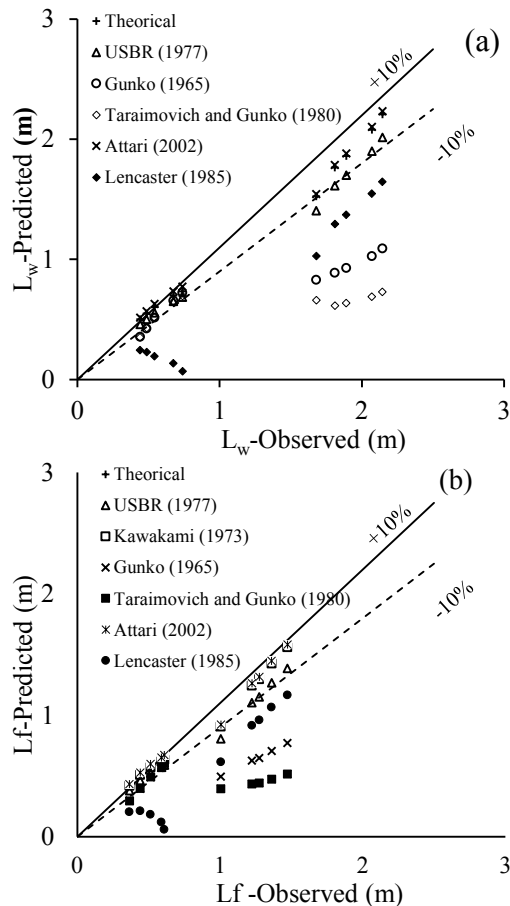 3
(a)
Theorical
+10%
USBR (1977)
Gunko (1965)
Taraimovich and Gunko (1980)
2
-10%
Attari (2002)
Lencaster (1985)
Lw-Predicted (m)
1
0
0 1 2 3
Lw-Observed (m)
3
(b)
Theorical
+10%
USBR (1977)
Kawakami (1973)
Gunko (1965)
2
Taraimovich and Gunko (1980)
-10%
Attari (2002)
Lencaster (1985)
Lf-Predicted (m)
1
0
0 1 2 3
Lf -Observed (m)